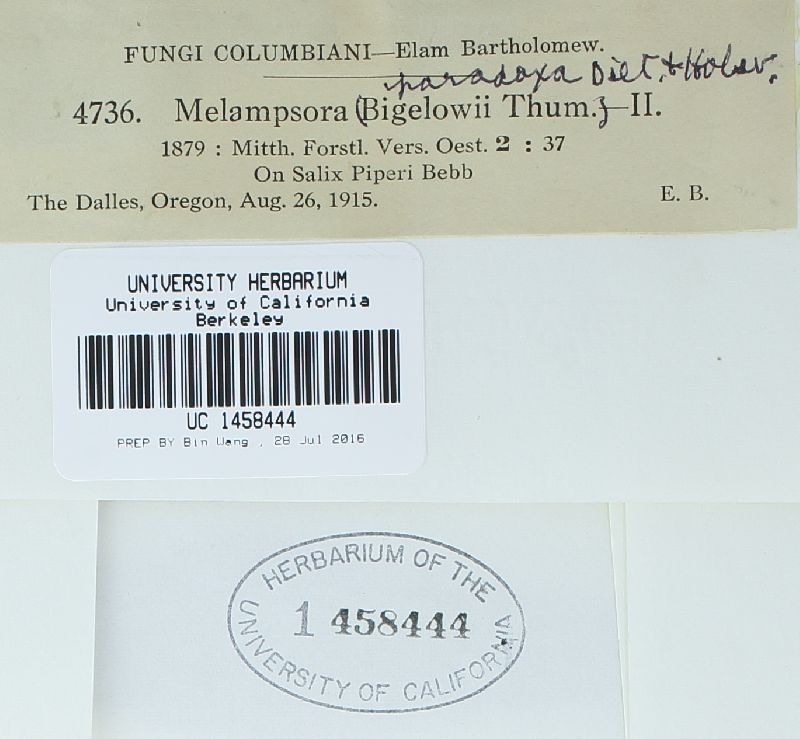 FUNGI COLUMBIANI—Elam Bartholomew.
paradoxa Diet. & Holw.
4736. Melampsora (Bigelowii Thum.)—II.
1879 : Mitth. Forstl. Vers. Oest. 2 : 37
On Salix Piperi Bebb
The Dalles, Oregon, Aug. 26, 1915. E. B.
UNIVERSITY HERBARIUM
University of California
Berkeley
UC 1458444
PREP BY Bin Wang , 28 Jul 2016
HERBARIUM OF THE
1 458444
UNIVERSITY OF CALIFORNIA